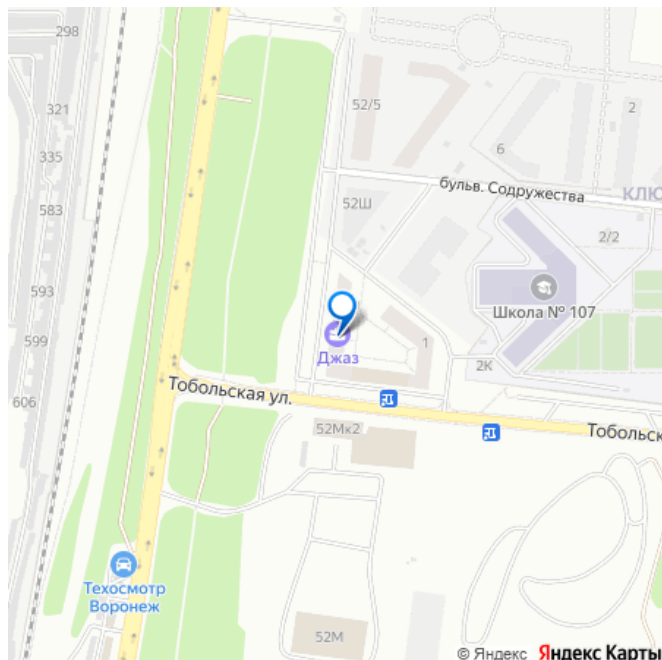 298
321
335
583
593
599
606
52/5
2
6
бульв. Содружества
КЛЮ
52Ш
2/2
Школа № 107
Джаз
1
2К
Тобольская ул.
52Мк2
Тобольск
Техосмотр
Воронеж
52М
© Яндекс Яндекс Карты